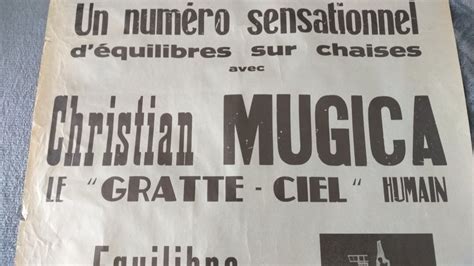 Un numéro sensationnel
d'équilibres sur chaises
avec
Christian MUGICA
LE "GRATTE-CIEL" HUMAIN
Equilibre